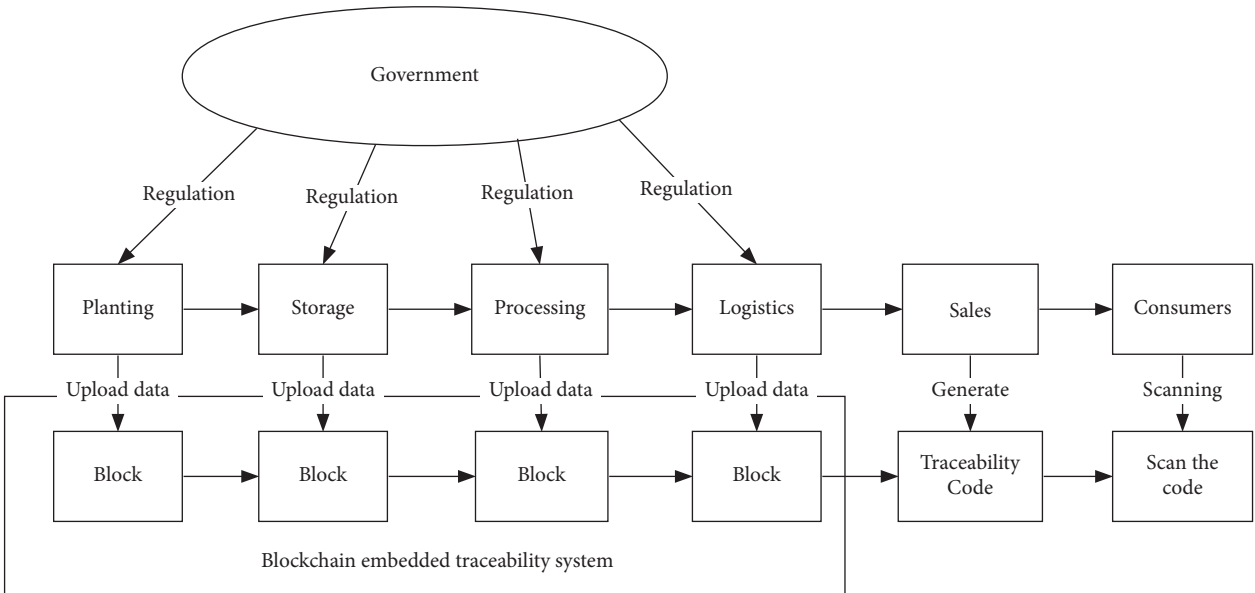 Government
Regulation
Regulation
Regulation
Regulation
Planting
Storage
Processing
Logistics
Sales
Consumers
Upload data
Upload data
Upload data
Upload data
Generate
Scanning
Block
Block
Block
Block
Traceability
Code
Scan the
code
Blockchain embedded traceability system